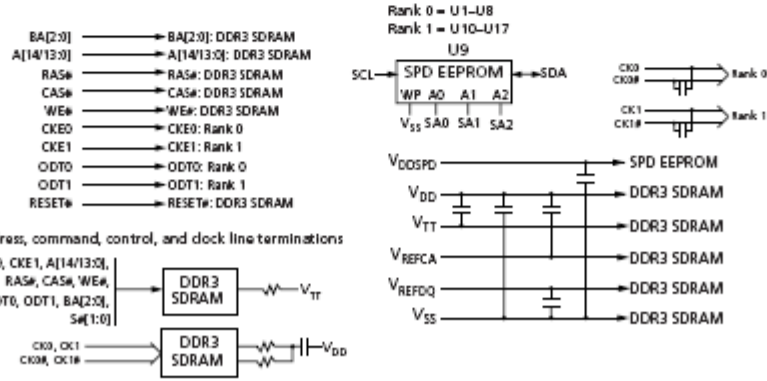 BA[2:0] BA[2:0]: DDR3 SDRAM
A[14/13:0] A[14/13:0]: DDR3 SDRAM
RAS# RAS#: DDR3 SDRAM
CAS# CAS#: DDR3 SDRAM
WE# WE#: DDR3 SDRAM
CKE0 CKE0: Rank 0
CKE1 CKE1: Rank 1
ODT0 ODT0: Rank 0
ODT1 ODT1: Rank 1
RESET# RESET#: DDR3 SDRAM
ress, command, control, and clock line terminations
0, CKE1, A[14/13:0],
RAS#, CAS#, WE#,
DT0, ODT1, BA[2:0],
S#[1:0]
DDR3
SDRAM
VTT
CK0, CK1
CK0#, CK1#
DDR3
SDRAM
VDD
Rank 0 = U1–U8
Rank 1 = U10–U17
U9
SCL SPD EEPROM SDA
WP A0 A1 A2
VSS SA0 SA1 SA2
CK0
CK0#
Rank 0
CK1
CK1#
Rank 1
VDDSPD SPD EEPROM
VDD DDR3 SDRAM
VTT DDR3 SDRAM
VREFCA DDR3 SDRAM
VREFDQ DDR3 SDRAM
VSS DDR3 SDRAM